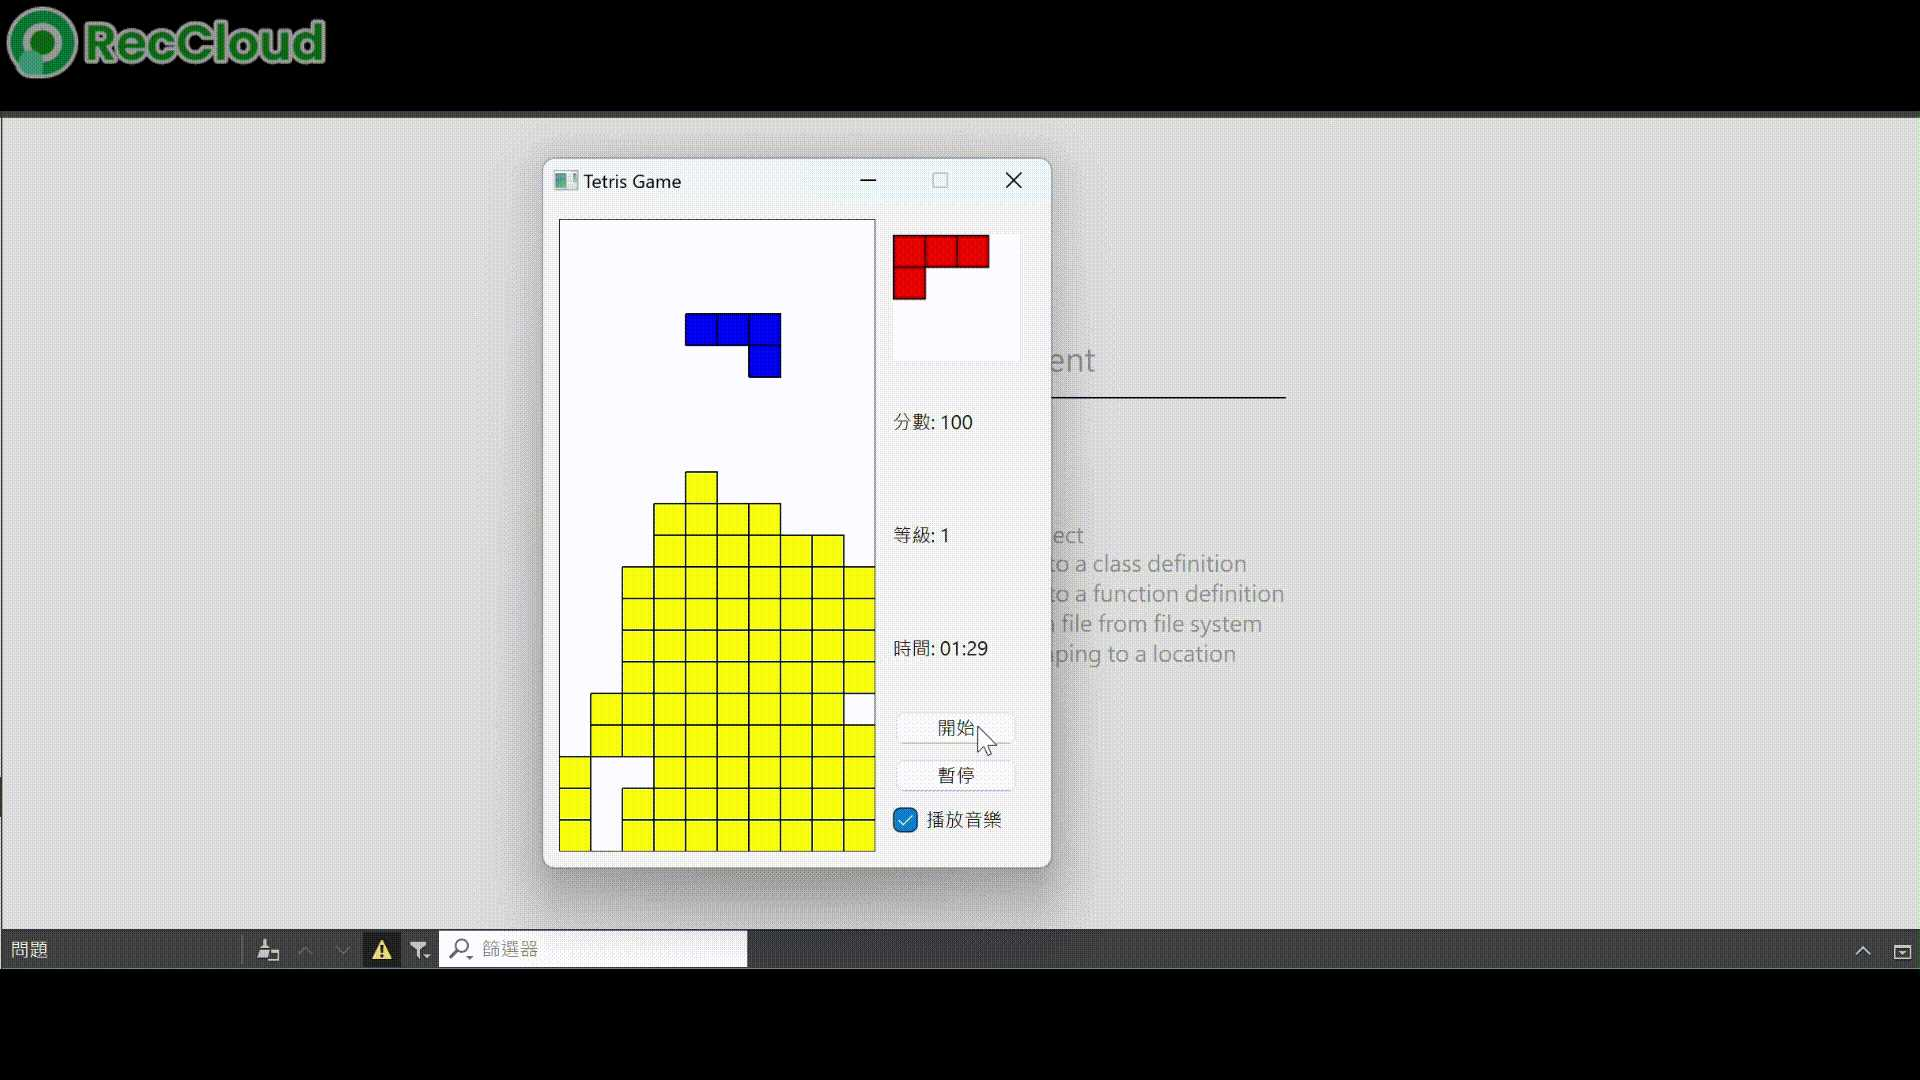 RecCloud
Tetris Game
ent
分數: 100
等級: 1
ect
to a class definition
to a function definition
file from file system
時間: 01:29
ping to a location
開始
暫停
播放音樂
問題
篩選器